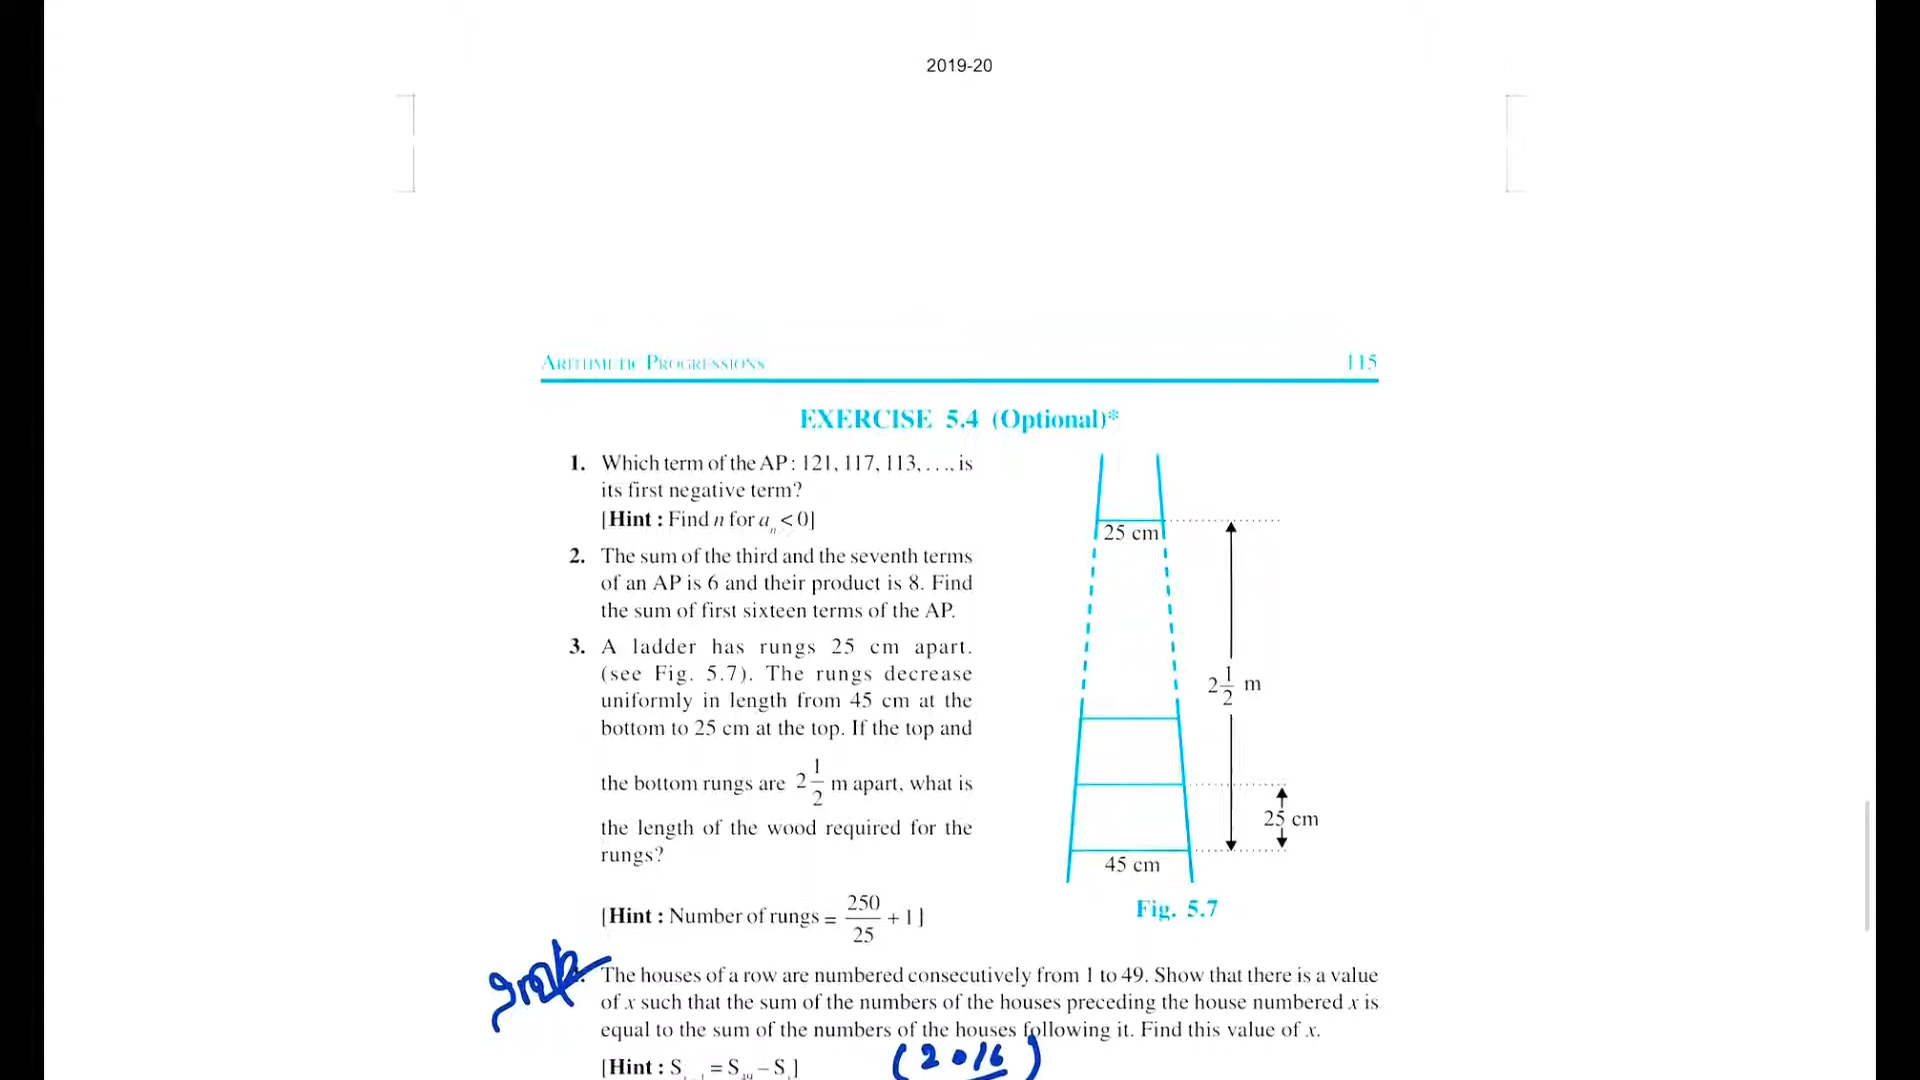 2019-20
ARITHMETIC PROGRESSIONS 115
EXERCISE 5.4 (Optional)*
1. Which term of the AP : 121, 117, 113, . . ., is
its first negative term?
[Hint : Find n for aₙ < 0]
2. The sum of the third and the seventh terms
of an AP is 6 and their product is 8. Find
the sum of first sixteen terms of the AP.
3. A ladder has rungs 25 cm apart.
(see Fig. 5.7). The rungs decrease
uniformly in length from 45 cm at the
bottom to 25 cm at the top. If the top and
the bottom rungs are 2 1/2 m apart, what is
the length of the wood required for the
rungs?
[Hint : Number of rungs = 250/25 + 1]
25 cm
2 1/2 m
25 cm
45 cm
Fig. 5.7
The houses of a row are numbered consecutively from 1 to 49. Show that there is a value
of x such that the sum of the numbers of the houses preceding the house numbered x is
equal to the sum of the numbers of the houses following it. Find this value of x.
[Hint : S = S₄₉ – S ]
(2016)